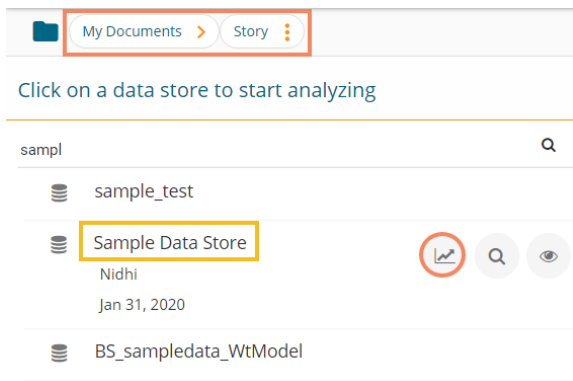 My Documents > Story
Click on a data store to start analyzing
sampl
sample_test
Sample Data Store
Nidhi
Jan 31, 2020
BS_sampledata_WtModel